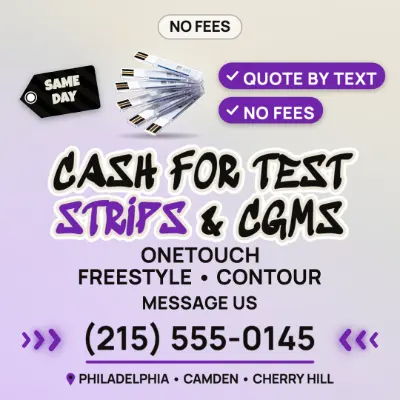 NO FEES
SAME
DAY
QUOTE BY TEXT
NO FEES
CASH FOR TEST
STRIPS & CGMS
ONETOUCH
FREESTYLE • CONTOUR
MESSAGE US
(215) 555-0145
PHILADELPHIA • CAMDEN • CHERRY HILL